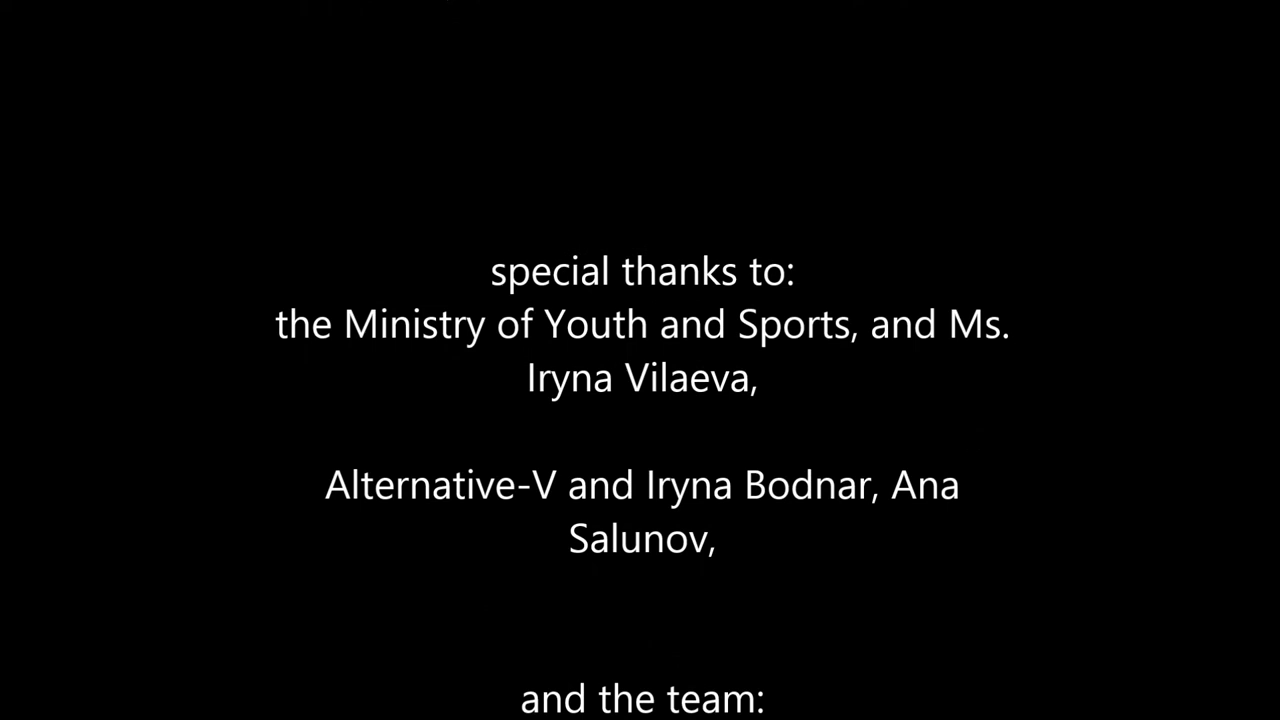 special thanks to:
the Ministry of Youth and Sports, and Ms.
Iryna Vilaeva,
Alternative-V and Iryna Bodnar, Ana
Salunov,
and the team: